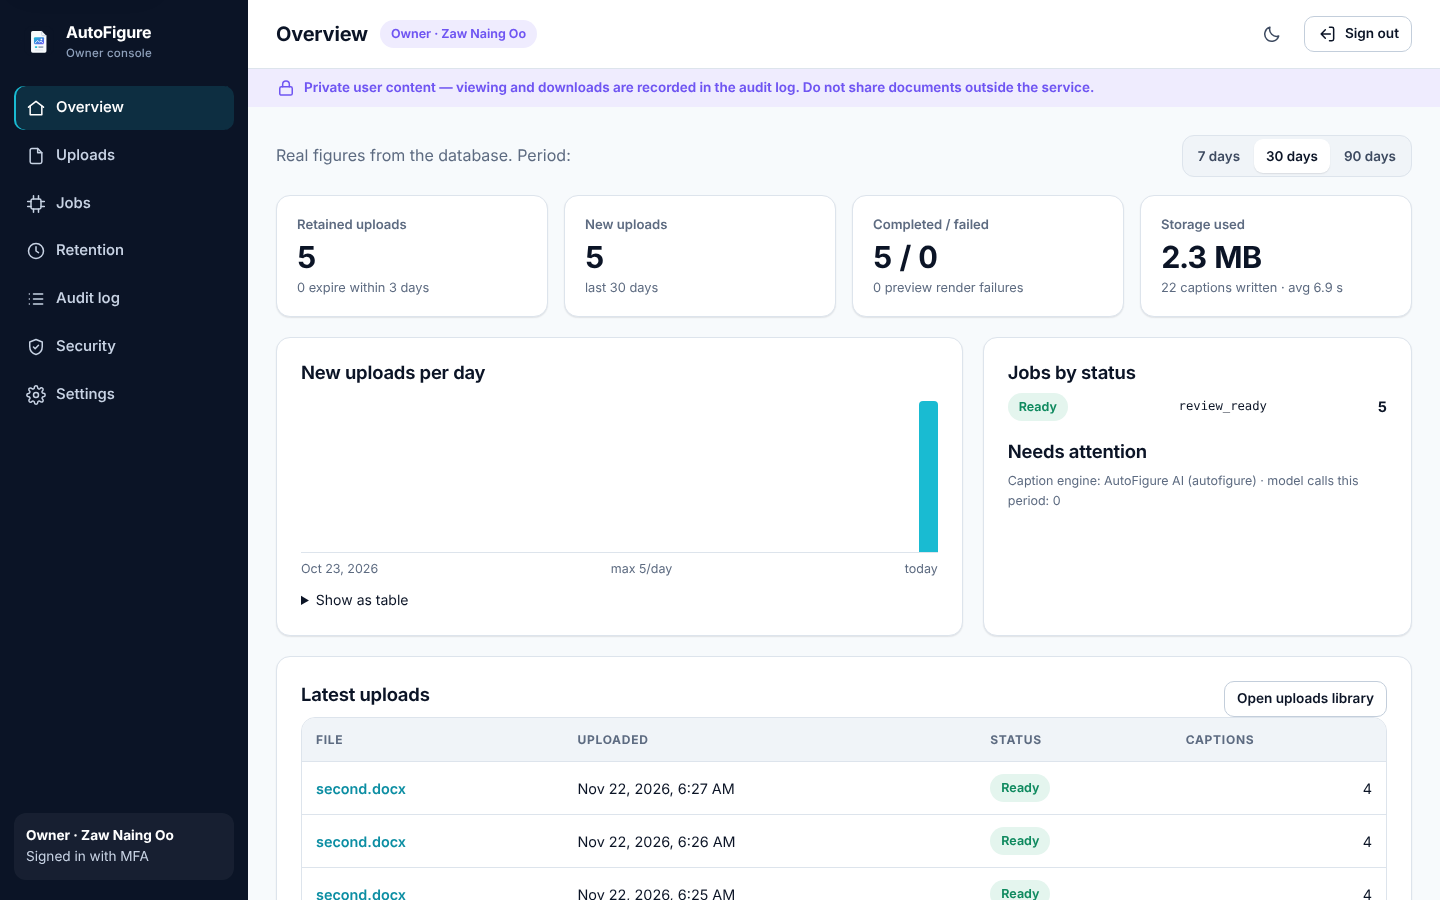 AutoFigure
Owner console
Overview
Uploads
Jobs
Retention
Audit log
Security
Settings
Owner · Zaw Naing Oo
Signed in with MFA
Overview
Owner · Zaw Naing Oo
Sign out
Private user content — viewing and downloads are recorded in the audit log. Do not share documents outside the service.
Real figures from the database. Period:
7 days 30 days 90 days
Retained uploads
5
0 expire within 3 days
New uploads
5
last 30 days
Completed / failed
5 / 0
0 preview render failures
Storage used
2.3 MB
22 captions written · avg 6.9 s
New uploads per day
Oct 23, 2026 max 5/day today
Show as table
Jobs by status
Ready review_ready 5
Needs attention
Caption engine: AutoFigure AI (autofigure) · model calls this
period: 0
Latest uploads
Open uploads library
FILE UPLOADED STATUS CAPTIONS
second.docx Nov 22, 2026, 6:27 AM Ready 4
second.docx Nov 22, 2026, 6:26 AM Ready 4
second.docx Nov 22, 2026, 6:25 AM Ready 4